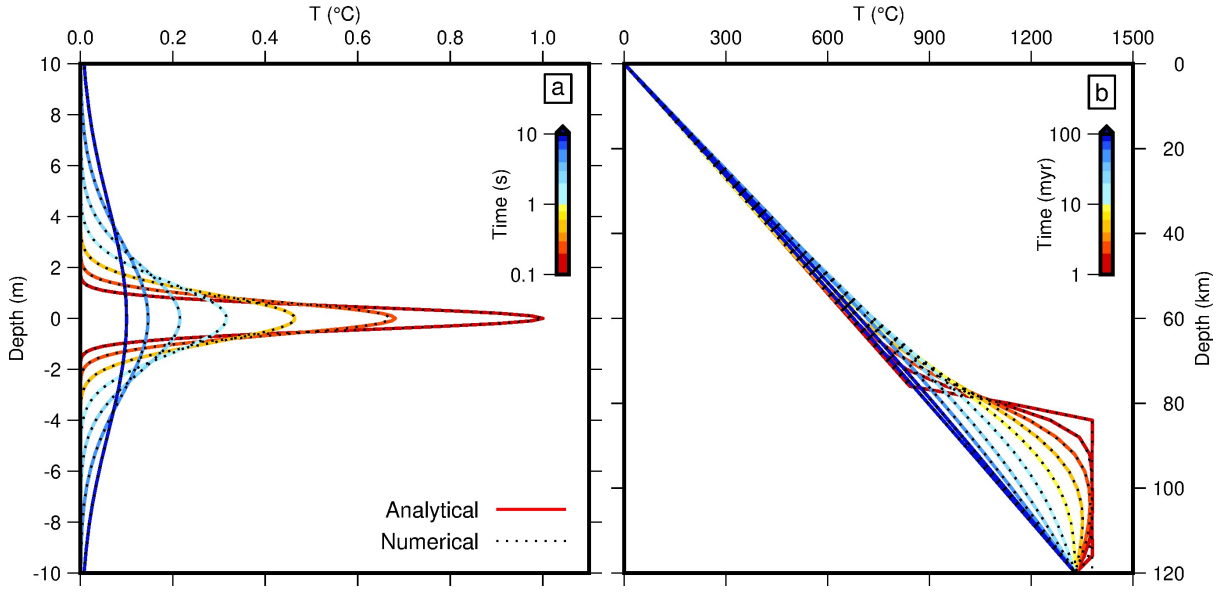 T (°C)
0.0 0.2 0.4 0.6 0.8 1.0
10
8
6
4
2
0
-2
-4
-6
-8
-10
Depth (m)
a
Time (s)
10
1
0.1
Analytical
Numerical
T (°C)
0 300 600 900 1200 1500
0
20
40
60
80
100
120
Depth (km)
b
Time (myr)
100
10
1